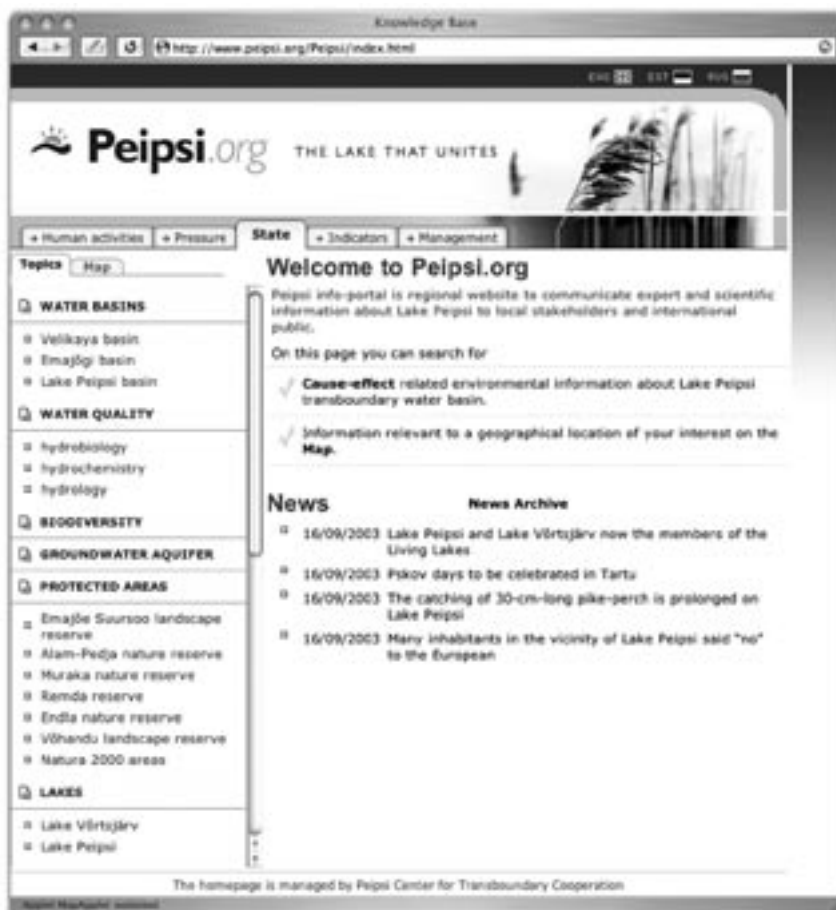 Knowledge Base
http://www.peipsi.org/Peipsi/index.html
ENG EST RUS
Peipsi.org THE LAKE THAT UNITES
+ Human activities + Pressure State + Indicators + Management
Topics Map
WATER BASINS
Velikaya basin
Emajõgi basin
Lake Peipsi basin
WATER QUALITY
hydrobiology
hydrochemistry
hydrology
BIODIVERSITY
GROUNDWATER AQUIFER
PROTECTED AREAS
Emajõe Suursoo landscape
reserve
Alam-Pedja nature reserve
Muraka nature reserve
Remda reserve
Endla nature reserve
Võhandu landscape reserve
Natura 2000 areas
LAKES
Lake Võrtsjärv
Lake Peipsi
Welcome to Peipsi.org
Peipsi info-portal is regional website to communicate expert and scientific
information about Lake Peipsi to local stakeholders and international
public.
On this page you can search for
Cause-effect related environmental information about Lake Peipsi
transboundary water basin.
Information relevant to a geographical location of your interest on the
Map.
News News Archive
16/09/2003 Lake Peipsi and Lake Võrtsjärv now the members of the
Living Lakes
16/09/2003 Pskov days to be celebrated in Tartu
16/09/2003 The catching of 30-cm-long pike-perch is prolonged on
Lake Peipsi
16/09/2003 Many inhabitants in the vicinity of Lake Peipsi said "no"
to the European
The homepage is managed by Peipsi Center for Transboundary Cooperation